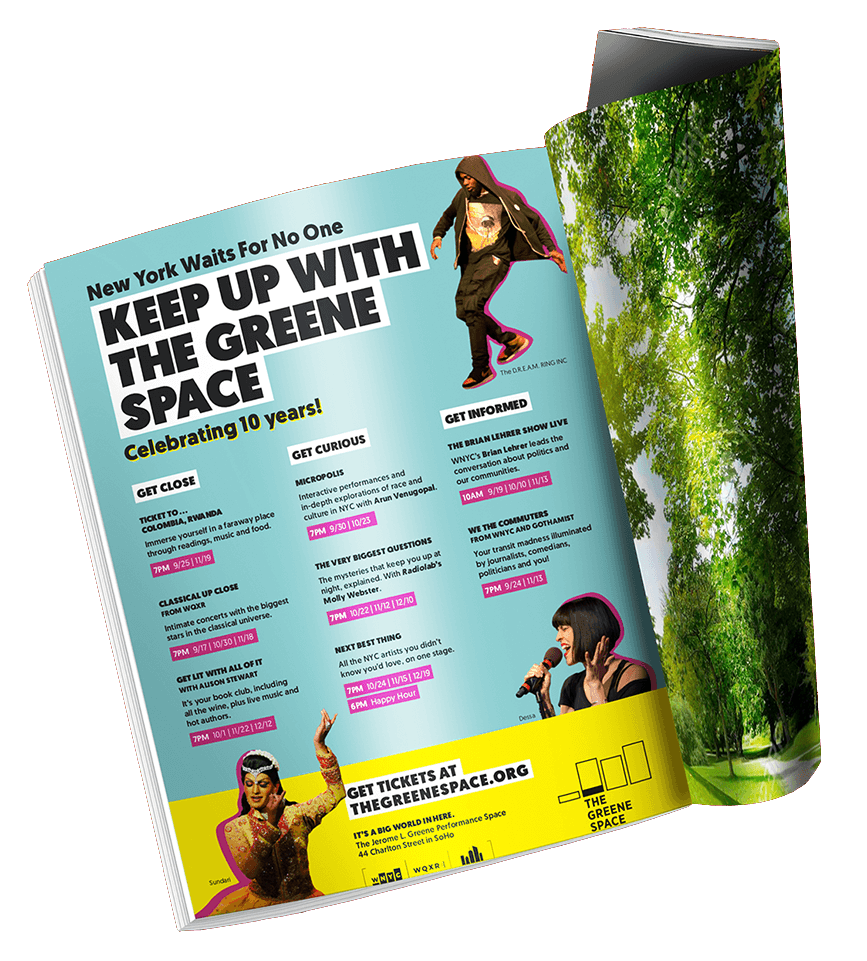 New York Waits For No One
KEEP UP WITH
THE GREENE
SPACE
Celebrating 10 years!
The D.R.E.A.M. RING INC
GET CLOSE
TICKET TO . . .
COLOMBIA, RWANDA
Immerse yourself in a faraway place
through readings, music and food.
7PM 9/25 | 11/19
CLASSICAL UP CLOSE
FROM WQXR
Intimate concerts with the biggest
stars in the classical universe.
7PM 9/17 | 10/30 | 11/18
GET LIT WITH ALL OF IT
WITH ALISON STEWART
It's your book club, including
all the wine, plus live music and
hot authors.
7PM 10/1 | 11/22 | 12/12
GET CURIOUS
MICROPOLIS
Interactive performances and
in-depth explorations of race and
culture in NYC with Arun Venugopal.
7PM 9/30 | 10/23
THE VERY BIGGEST QUESTIONS
The mysteries that keep you up at
night, explained. With Radiolab's
Molly Webster.
7PM 10/22 | 11/12 | 12/10
NEXT BEST THING
All the NYC artists you didn't
know you'd love, on one stage.
7PM 10/24 | 11/15 | 12/19
6PM Happy Hour
GET INFORMED
THE BRIAN LEHRER SHOW LIVE
WNYC's Brian Lehrer leads the
conversation about politics and
our communities.
10AM 9/19 | 10/10 | 11/13
WE THE COMMUTERS
FROM WNYC AND GOTHAMIST
Your transit madness illuminated
by journalists, comedians,
politicians and you!
7PM 9/24 | 11/13
Dessa
Sundari
GET TICKETS AT
THEGREENESPACE.ORG
IT'S A BIG WORLD IN HERE.
The Jerome L. Greene Performance Space
44 Charlton Street in SoHo
WNYC
WQXR
THE
GREENE
SPACE